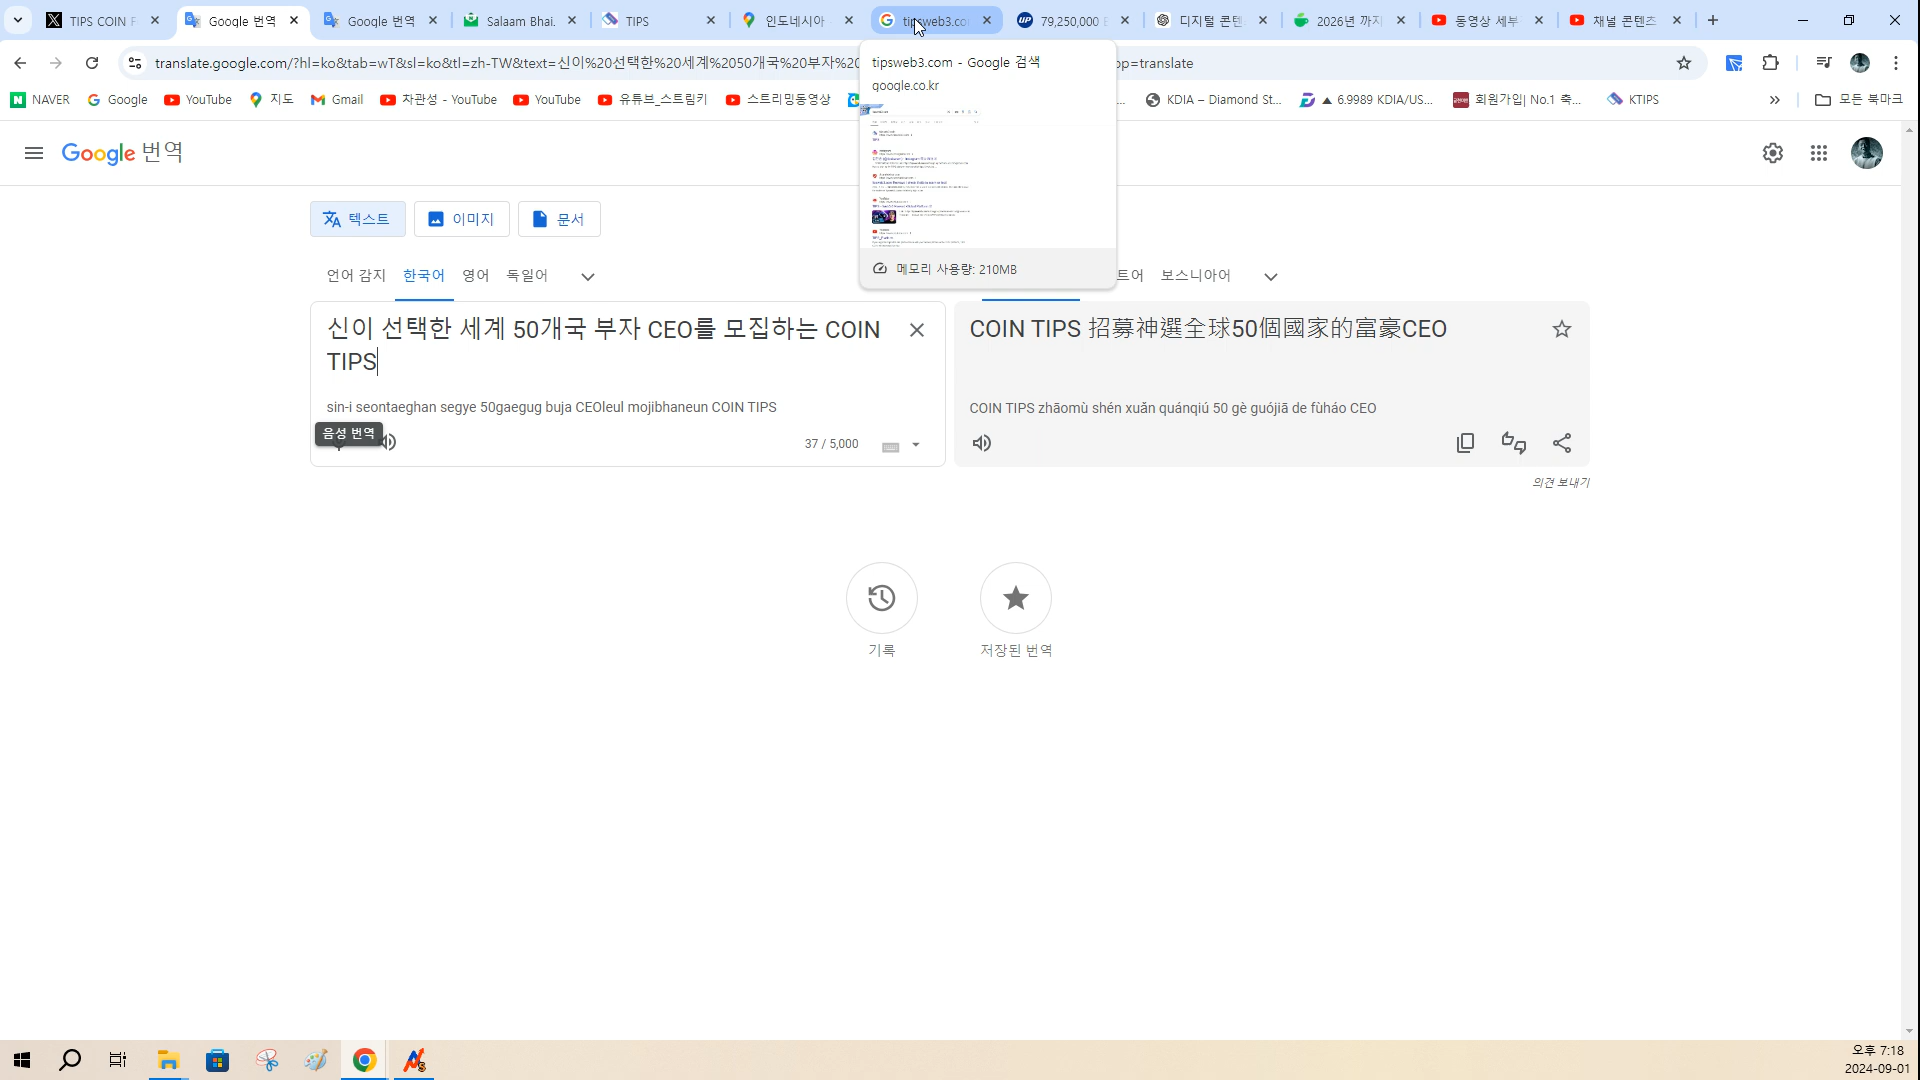 TIPS COIN F
Google 번역
Google 번역
Salaam Bhai.
TIPS
인도네시아
tipsweb3.co
79,250,000
디지털 콘텐
2026년 까지
동영상 세부
채널 콘텐츠
translate.google.com/?hl=ko&tab=wT&sl=ko&tl=zh-TW&text=신이%20선택한%20세계%2050개국%20부자%20
op=translate
tipsweb3.com - Google 검색
google.co.kr
메모리 사용량: 210MB
NAVER
Google
YouTube
지도
Gmail
차관성 - YouTube
YouTube
유튜브_스트림키
스트리밍동영상
KDIA – Diamond St...
▲ 6.9989 KDIA/US...
회원가입| No.1 축...
KTIPS
»
모든 북마크
Google 번역
텍스트
이미지
문서
언어 감지
한국어
영어
독일어
트어
보스니아어
신이 선택한 세계 50개국 부자 CEO를 모집하는 COIN
TIPS
sin-i seontaeghan segye 50gaegug buja CEOleul mojibhaneun COIN TIPS
음성 번역
37 / 5,000
COIN TIPS 招募神選全球50個國家的富豪CEO
COIN TIPS zhāomù shén xuǎn quánqiú 50 gè guójiā de fùháo CEO
의견 보내기
기록
저장된 번역
오후 7:18
2024-09-01